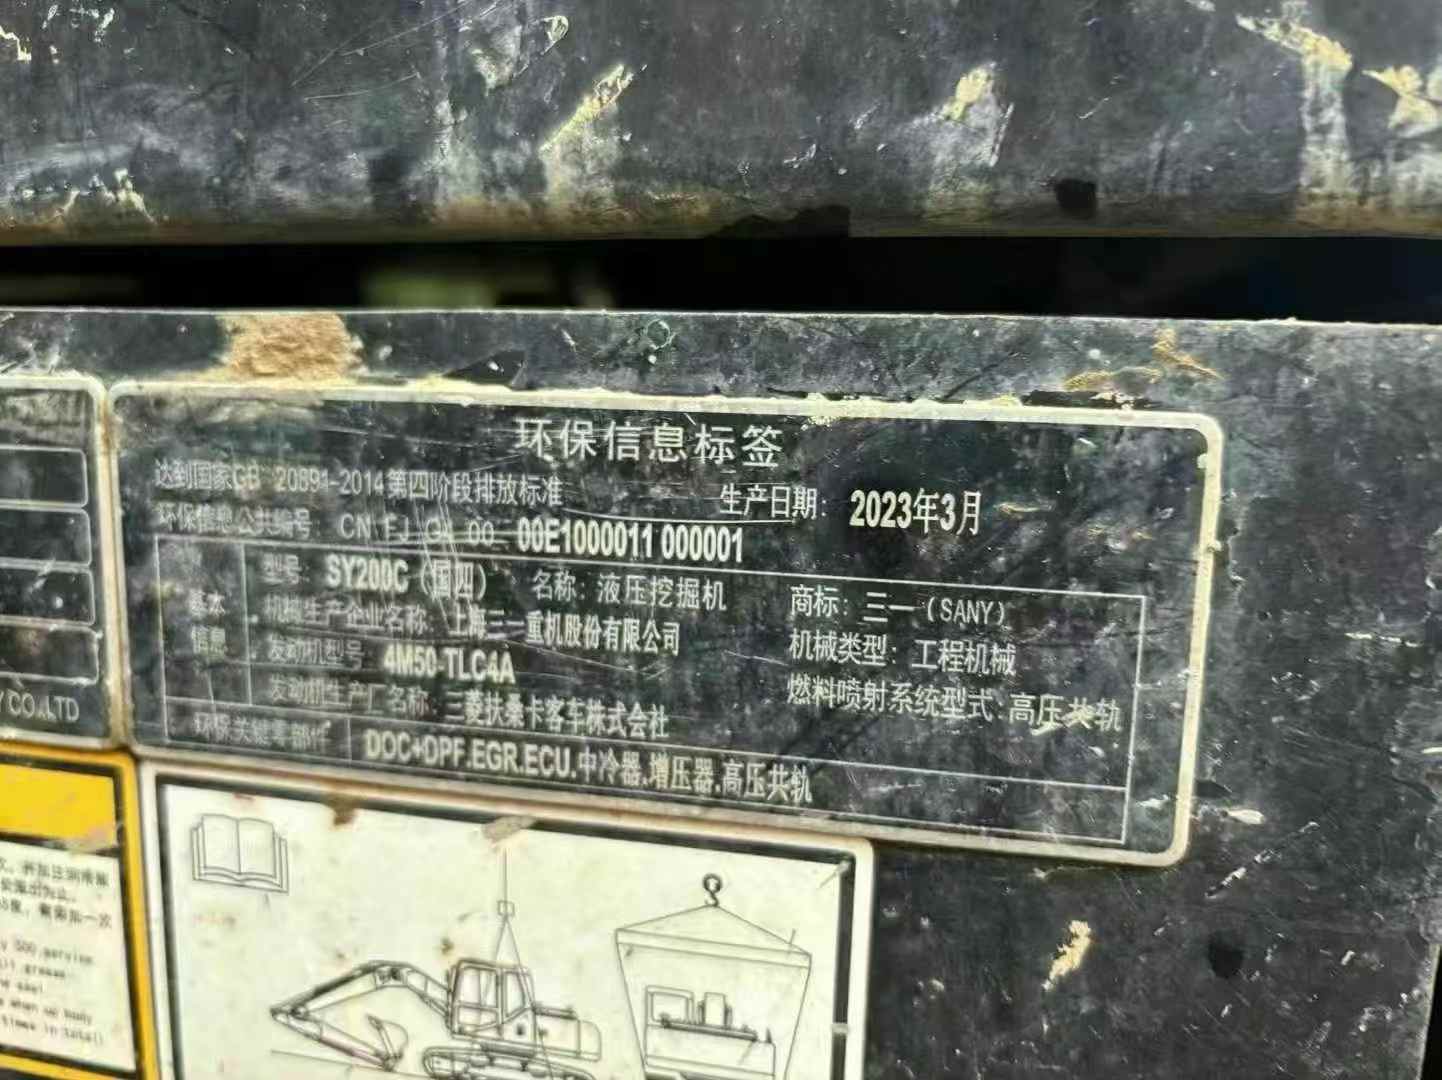 环保信息标签
达到国家GB 20891-2014第四阶段排放标准
生产日期: 2023年3月
环保信息公共编号: CN FJ G4 00 00E1000011 000001
基本信息
型号: SY200C(国四) 名称: 液压挖掘机 商标: 三一(SANY)
机械生产企业名称: 上海三一重机股份有限公司 机械类型: 工程机械
发动机型号 4M50-TLC4A 燃料喷射系统型式: 高压共轨
发动机生产厂名称: 三菱扶桑卡客车株式会社
环保关键零部件 DOC+DPF.EGR.ECU.中冷器.增压器.高压共轨
Y CO.,LTD